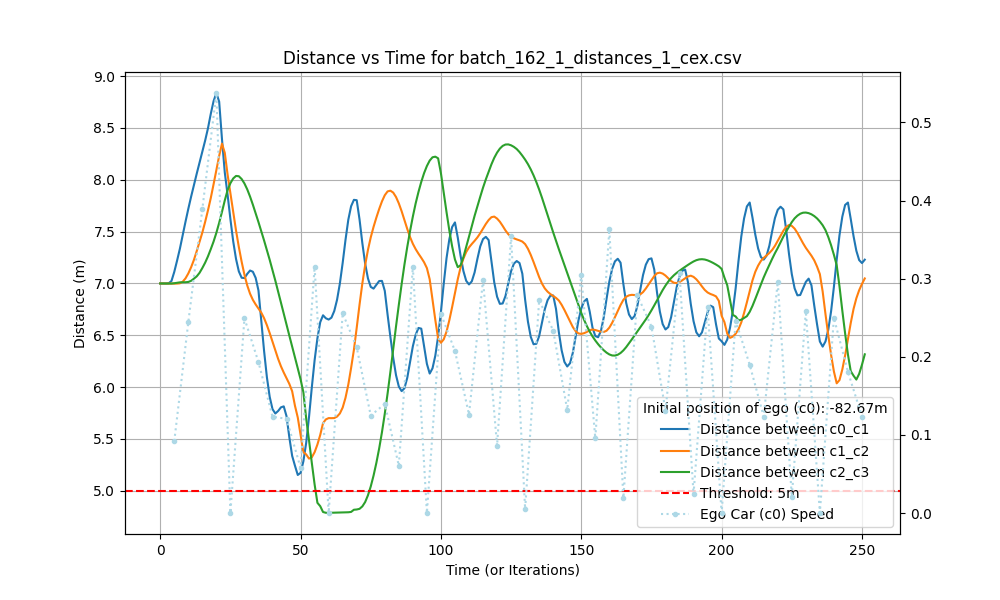 Distance vs Time for batch_162_1_distances_1_cex.csv
9.0
8.5
8.0
7.5
7.0
6.5
6.0
5.5
5.0
Distance (m)
0.5
0.4
0.3
0.2
0.1
0.0
Initial position of ego (c0): -82.67m
Distance between c0_c1
Distance between c1_c2
Distance between c2_c3
Threshold: 5m
Ego Car (c0) Speed
0 50 100 150 200 250
Time (or Iterations)